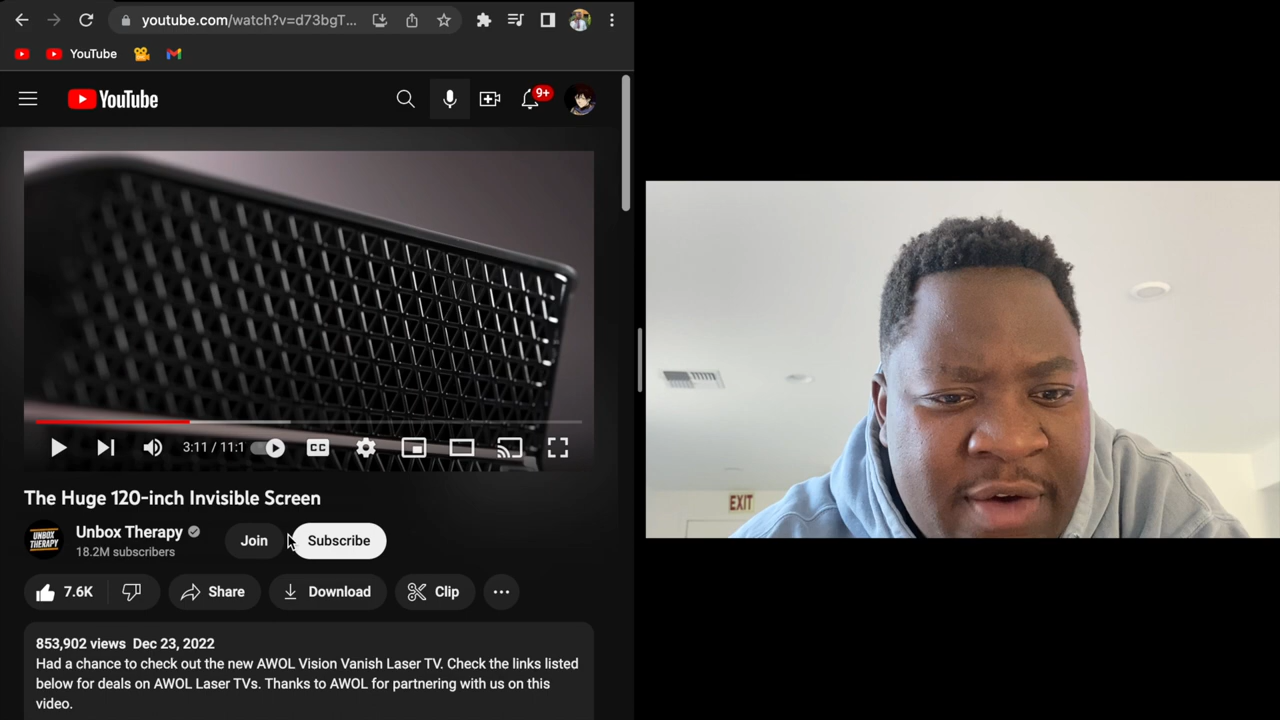 youtube.com/watch?v=d73bgT...
YouTube
YouTube
9+
3:11 / 11:1
CC
The Huge 120-inch Invisible Screen
UNBOX THERAPY
Unbox Therapy
18.2M subscribers
Join
Subscribe
7.6K
Share
Download
Clip
853,902 views Dec 23, 2022
Had a chance to check out the new AWOL Vision Vanish Laser TV. Check the links listed
below for deals on AWOL Laser TVs. Thanks to AWOL for partnering with us on this
video.
EXIT